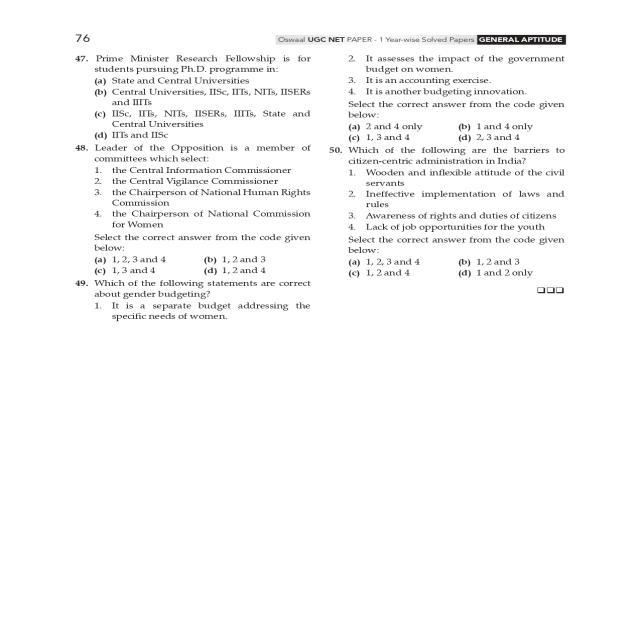 76
Oswaal UGC NET PAPER - 1 Year-wise Solved Papers GENERAL APTITUDE
47. Prime Minister Research Fellowship is for
students pursuing Ph.D. programme in:
(a) State and Central Universities
(b) Central Universities, IISc, IITs, NITs, IISERs
and IIITs
(c) IISc, IITs, NITs, IISERs, IIITs, State and
Central Universities
(d) IITs and IISc
48. Leader of the Opposition is a member of
committees which select:
1. the Central Information Commissioner
2. the Central Vigilance Commissioner
3. the Chairperson of National Human Rights
Commission
4. the Chairperson of National Commission
for Women
Select the correct answer from the code given
below:
(a) 1, 2, 3 and 4 (b) 1, 2 and 3
(c) 1, 3 and 4 (d) 1, 2 and 4
49. Which of the following statements are correct
about gender budgeting?
1. It is a separate budget addressing the
specific needs of women.
2. It assesses the impact of the government
budget on women.
3. It is an accounting exercise.
4. It is another budgeting innovation.
Select the correct answer from the code given
below:
(a) 2 and 4 only (b) 1 and 4 only
(c) 1, 3 and 4 (d) 2, 3 and 4
50. Which of the following are the barriers to
citizen-centric administration in India?
1. Wooden and inflexible attitude of the civil
servants
2. Ineffective implementation of laws and
rules
3. Awareness of rights and duties of citizens
4. Lack of job opportunities for the youth
Select the correct answer from the code given
below:
(a) 1, 2, 3 and 4 (b) 1, 2 and 3
(c) 1, 2 and 4 (d) 1 and 2 only